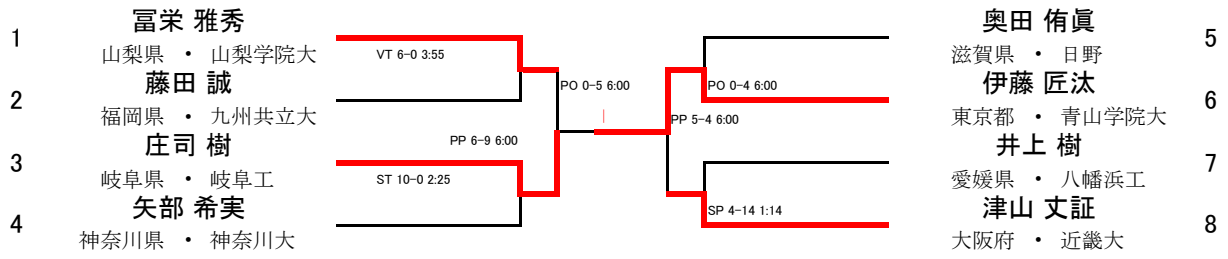 1
冨栄 雅秀
山梨県 ・ 山梨学院大
2
藤田 誠
福岡県 ・ 九州共立大
3
庄司 樹
岐阜県 ・ 岐阜工
4
矢部 希実
神奈川県 ・ 神奈川大
VT 6-0 3:55
PO 0-5 6:00
PP 6-9 6:00
ST 10-0 2:25
PO 0-4 6:00
PP 5-4 6:00
SP 4-14 1:14
奥田 侑眞
滋賀県 ・ 日野
5
伊藤 匠汰
東京都 ・ 青山学院大
6
井上 樹
愛媛県 ・ 八幡浜工
7
津山 丈証
大阪府 ・ 近畿大
8